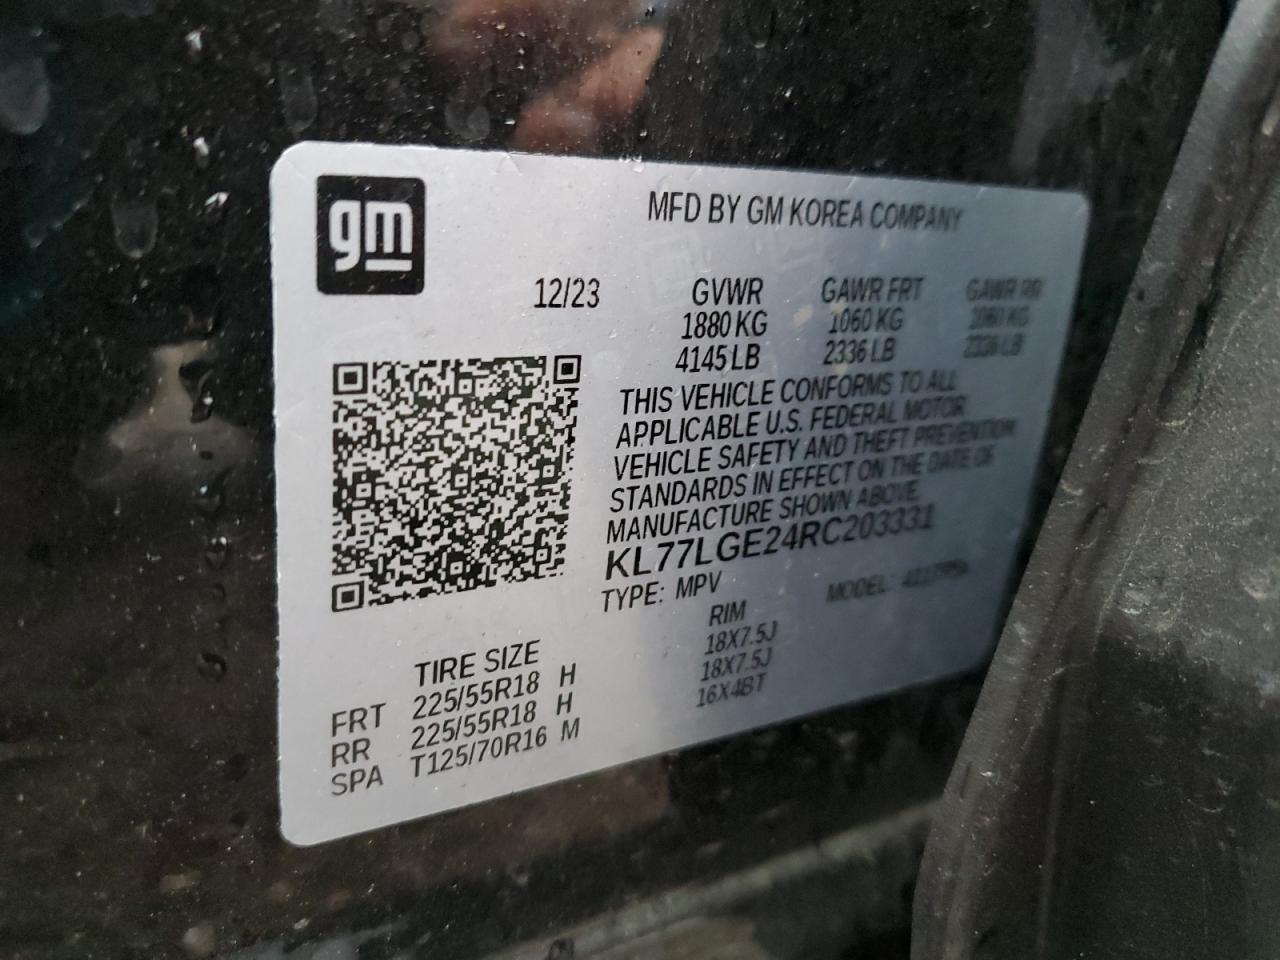 gm
MFD BY GM KOREA COMPANY
12/23 GVWR GAWR FRT GAWR RR
1880 KG 1060 KG 1060 KG
4145 LB 2336 LB 2336 LB
THIS VEHICLE CONFORMS TO ALL
APPLICABLE U.S. FEDERAL MOTOR
VEHICLE SAFETY AND THEFT PREVENTION
STANDARDS IN EFFECT ON THE DATE OF
MANUFACTURE SHOWN ABOVE
KL77LGE24RC203331
TYPE: MPV MODEL:
TIRE SIZE RIM
FRT 225/55R18 H 18X7.5J
RR 225/55R18 H 18X7.5J
SPA T125/70R16 M 16X4BT